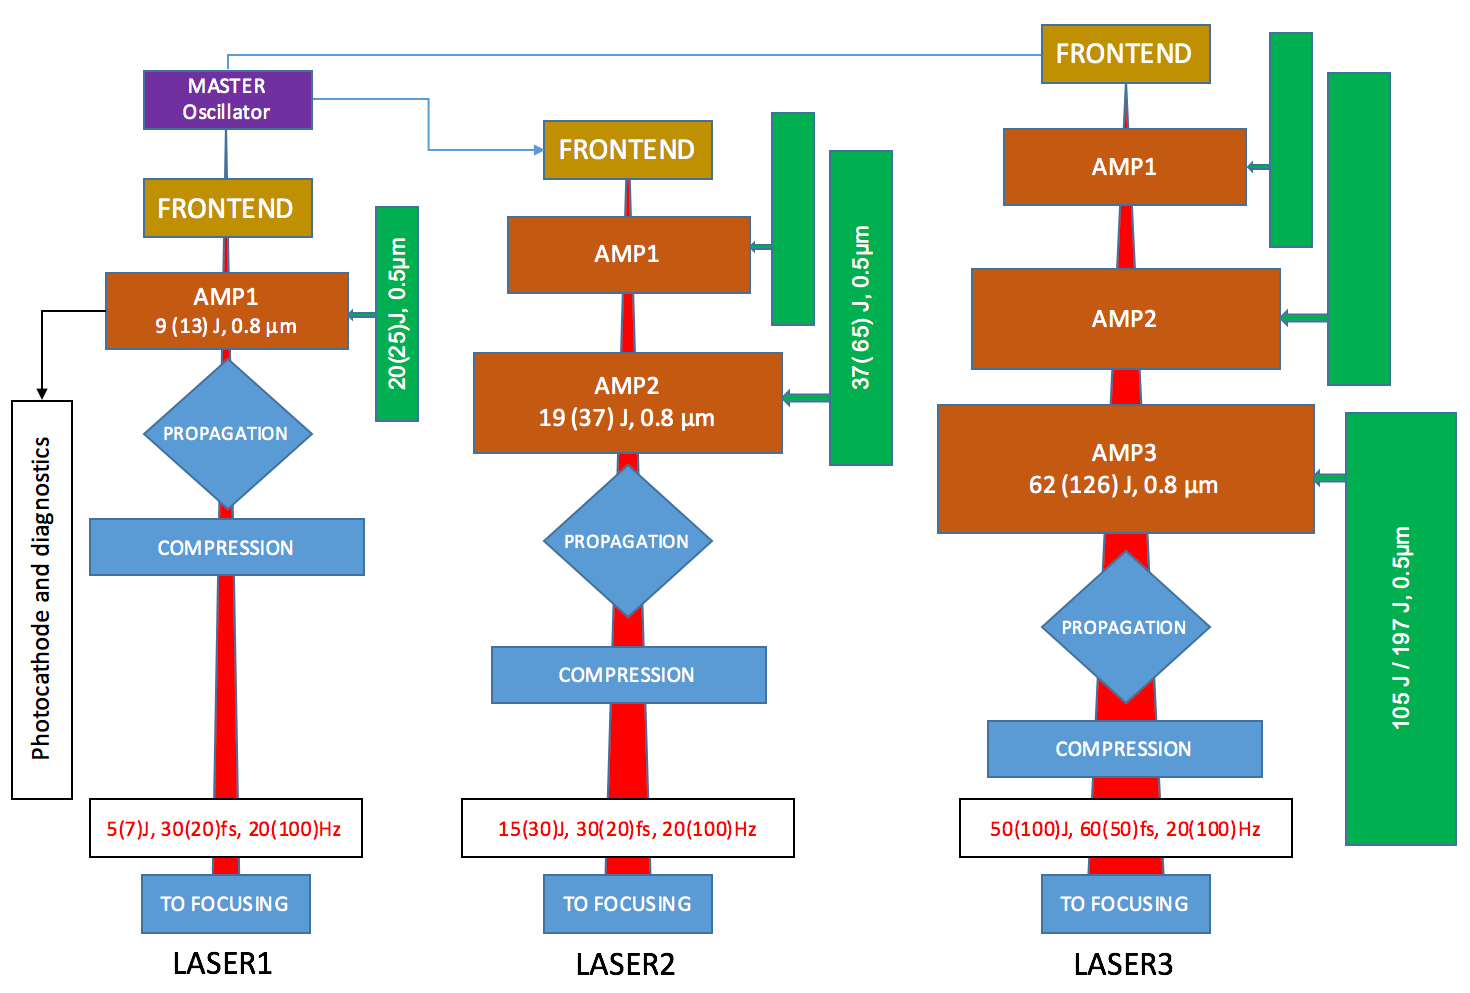 MASTER
Oscillator
FRONTEND
AMP1
9 (13) J, 0.8 µm
20(25)J, 0.5µm
Photocathode and diagnostics
PROPAGATION
COMPRESSION
5(7)J, 30(20)fs, 20(100)Hz
TO FOCUSING
LASER1
FRONTEND
AMP1
AMP2
19 (37) J, 0.8 µm
37( 65) J, 0.5µm
PROPAGATION
COMPRESSION
15(30)J, 30(20)fs, 20(100)Hz
TO FOCUSING
LASER2
FRONTEND
AMP1
AMP2
AMP3
62 (126) J, 0.8 µm
105 J / 197 J, 0.5µm
PROPAGATION
COMPRESSION
50(100)J, 60(50)fs, 20(100)Hz
TO FOCUSING
LASER3